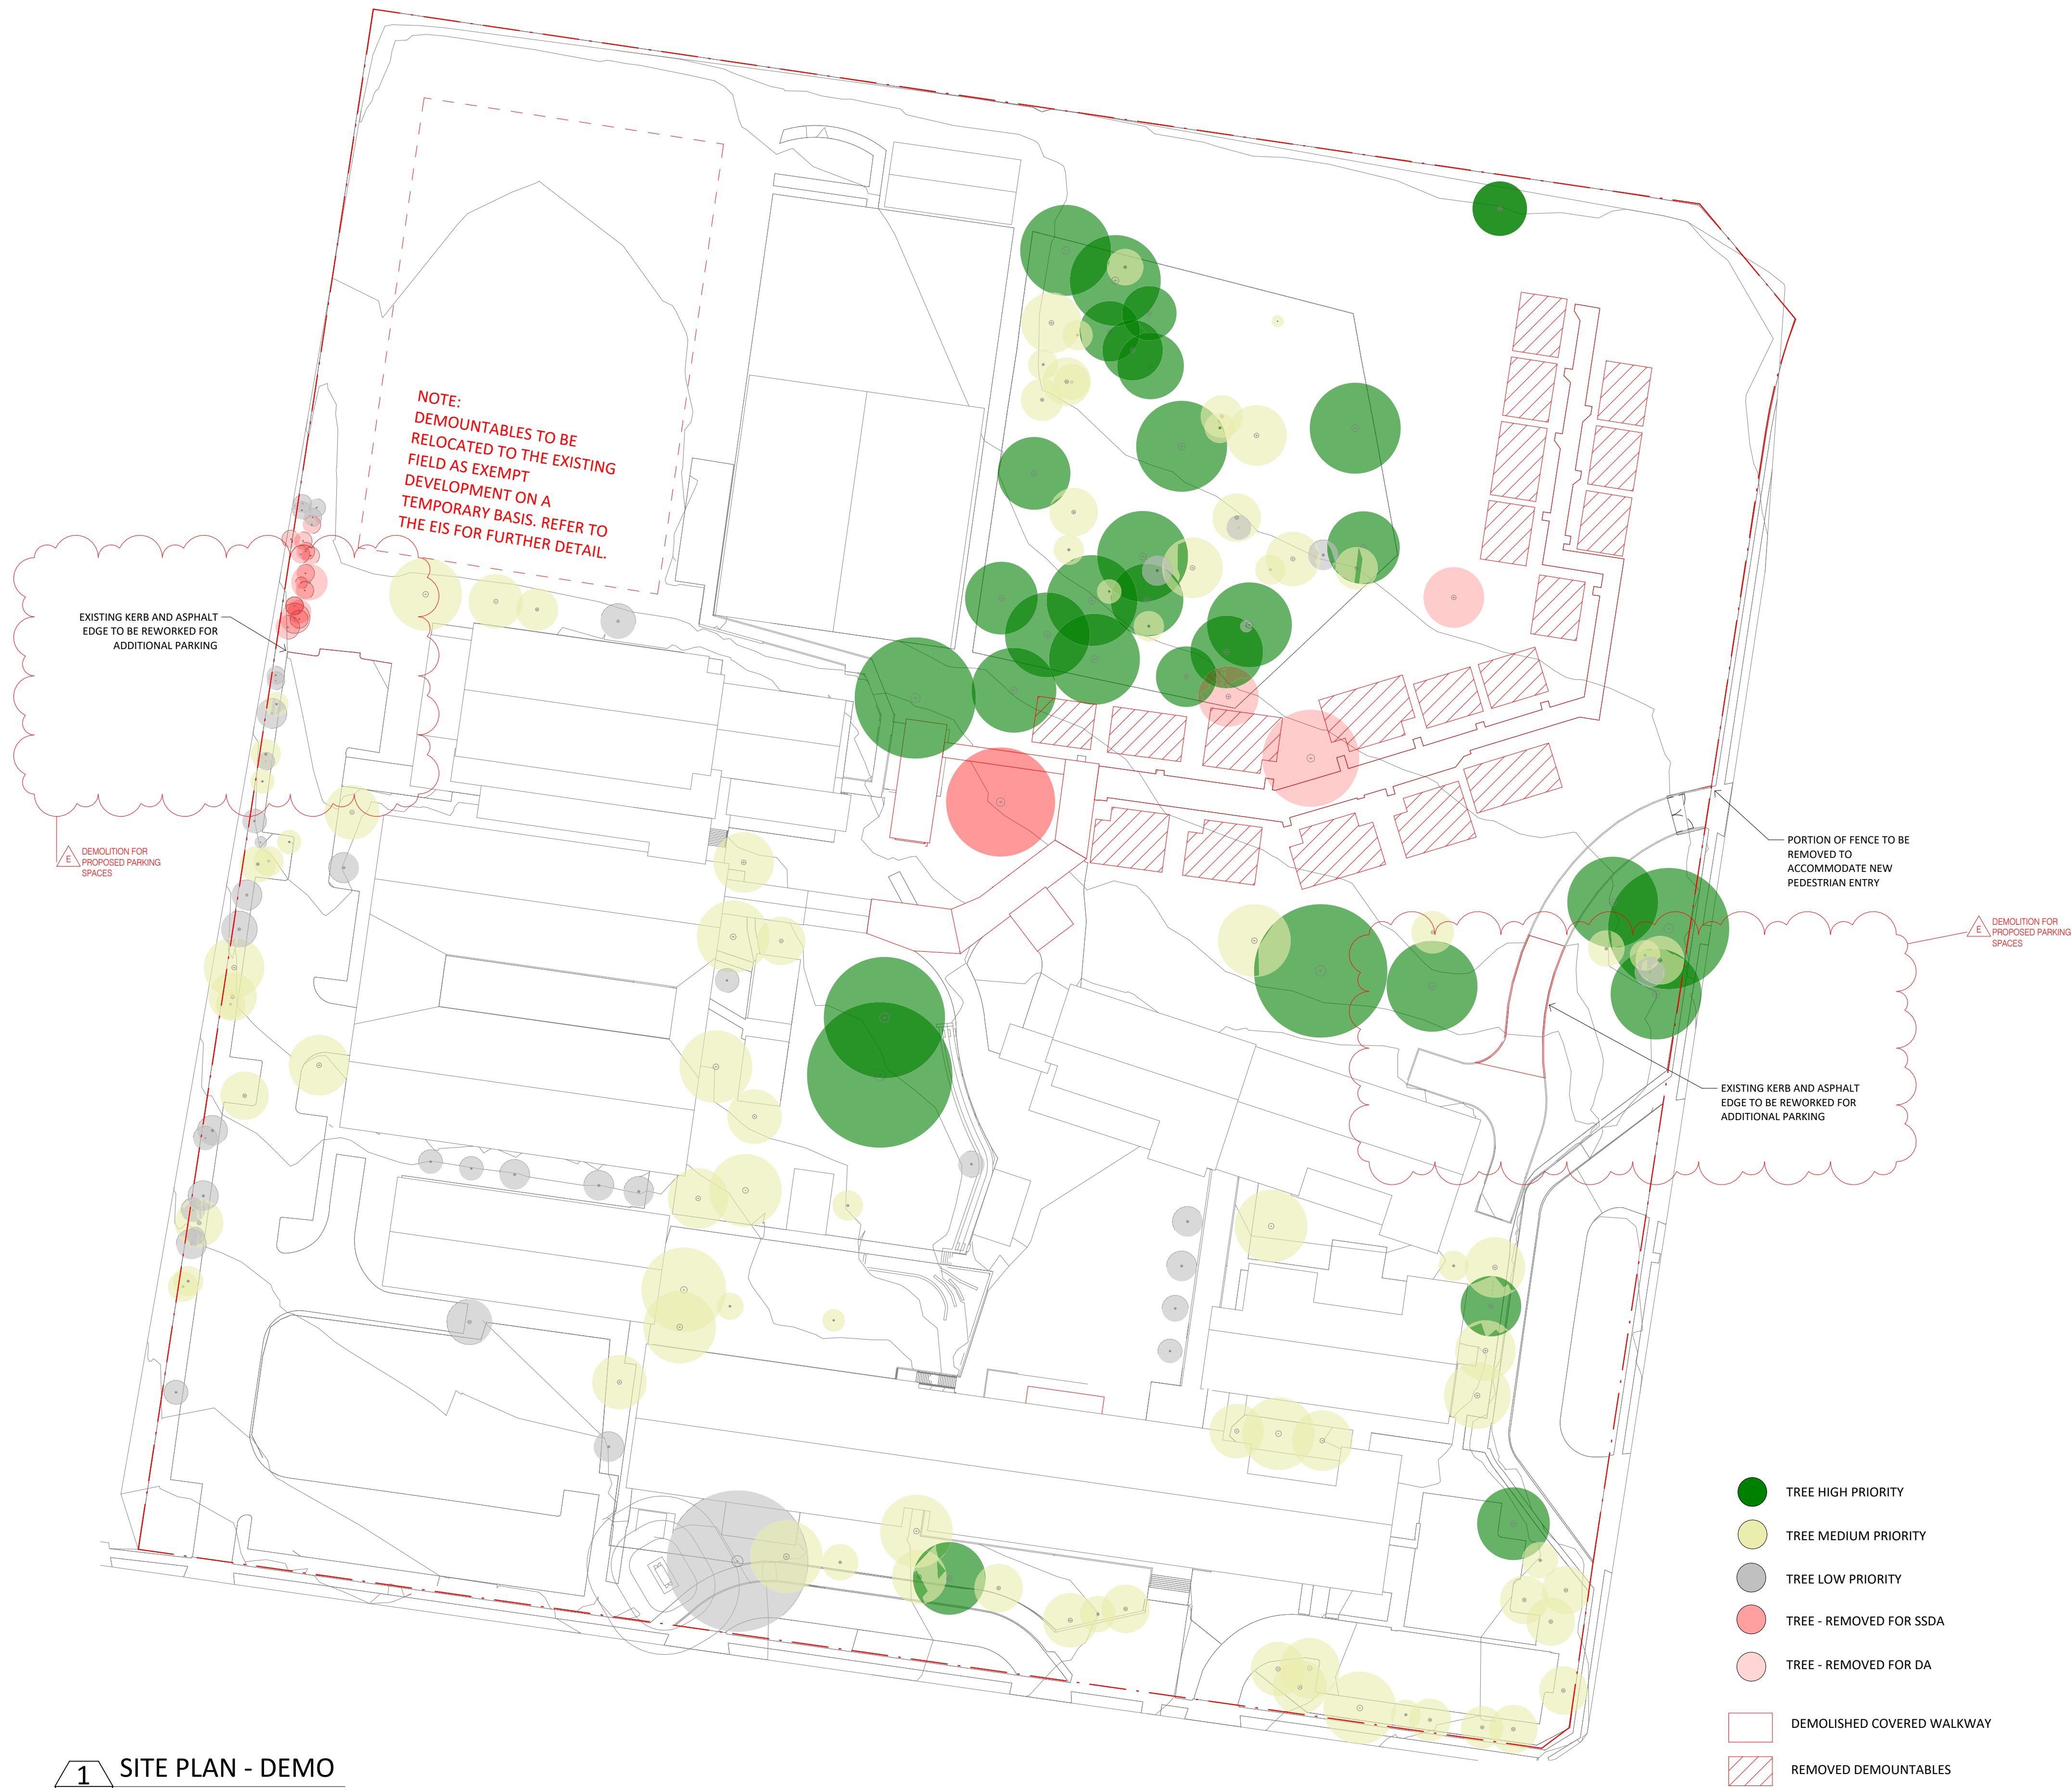 NOTE:
DEMOUNTABLES TO BE
RELOCATED TO THE EXISTING
FIELD AS EXEMPT
DEVELOPMENT ON A
TEMPORARY BASIS. REFER TO
THE EIS FOR FURTHER DETAIL.
EXISTING KERB AND ASPHALT
EDGE TO BE REWORKED FOR
ADDITIONAL PARKING
E
DEMOLITION FOR
PROPOSED PARKING
SPACES
PORTION OF FENCE TO BE
REMOVED TO
ACCOMMODATE NEW
PEDESTRIAN ENTRY
E
DEMOLITION FOR
PROPOSED PARKING
SPACES
EXISTING KERB AND ASPHALT
EDGE TO BE REWORKED FOR
ADDITIONAL PARKING
TREE HIGH PRIORITY
TREE MEDIUM PRIORITY
TREE LOW PRIORITY
TREE - REMOVED FOR SSDA
TREE - REMOVED FOR DA
DEMOLISHED COVERED WALKWAY
REMOVED DEMOUNTABLES
1 SITE PLAN - DEMO